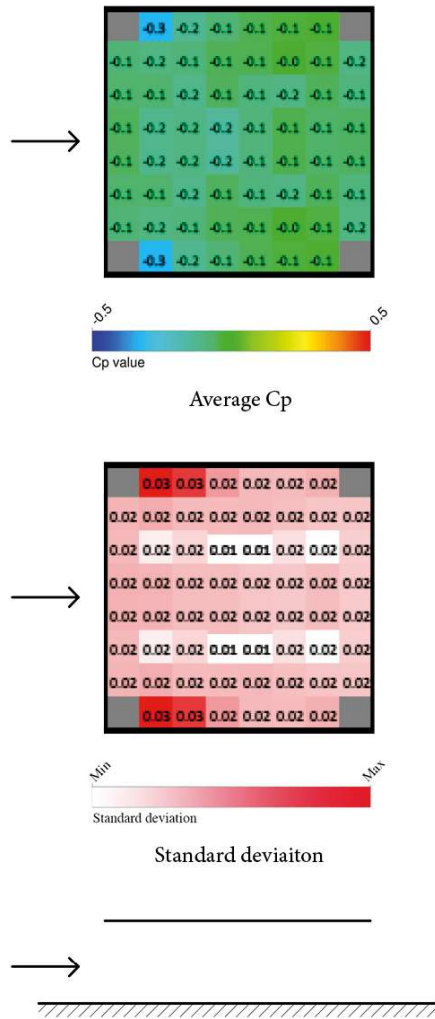 -0.3 -0.2 -0.1 -0.1 -0.1 -0.1
-0.1 -0.2 -0.1 -0.1 -0.1 -0.0 -0.1 -0.2
-0.1 -0.1 -0.2 -0.1 -0.1 -0.2 -0.1 -0.1
-0.1 -0.2 -0.2 -0.2 -0.1 -0.1 -0.1 -0.1
-0.1 -0.2 -0.2 -0.2 -0.1 -0.1 -0.1 -0.1
-0.1 -0.1 -0.2 -0.1 -0.1 -0.2 -0.1 -0.1
-0.1 -0.2 -0.1 -0.1 -0.1 -0.0 -0.1 -0.2
-0.3 -0.2 -0.1 -0.1 -0.1 -0.1
-0.5 0.5
Cp value
Average Cp
0.03 0.03 0.02 0.02 0.02 0.02
0.02 0.02 0.02 0.02 0.02 0.02 0.02 0.02
0.02 0.02 0.02 0.01 0.01 0.02 0.02 0.02
0.02 0.02 0.02 0.02 0.02 0.02 0.02 0.02
0.02 0.02 0.02 0.02 0.02 0.02 0.02 0.02
0.02 0.02 0.02 0.01 0.01 0.02 0.02 0.02
0.02 0.02 0.02 0.02 0.02 0.02 0.02 0.02
0.03 0.03 0.02 0.02 0.02 0.02
Min Max
Standard deviation
Standard deviaiton